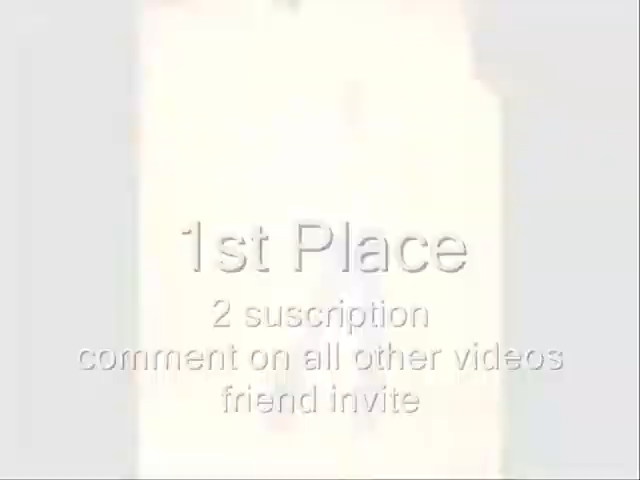 1st Place
2 suscription
comment on all other videos
friend invite